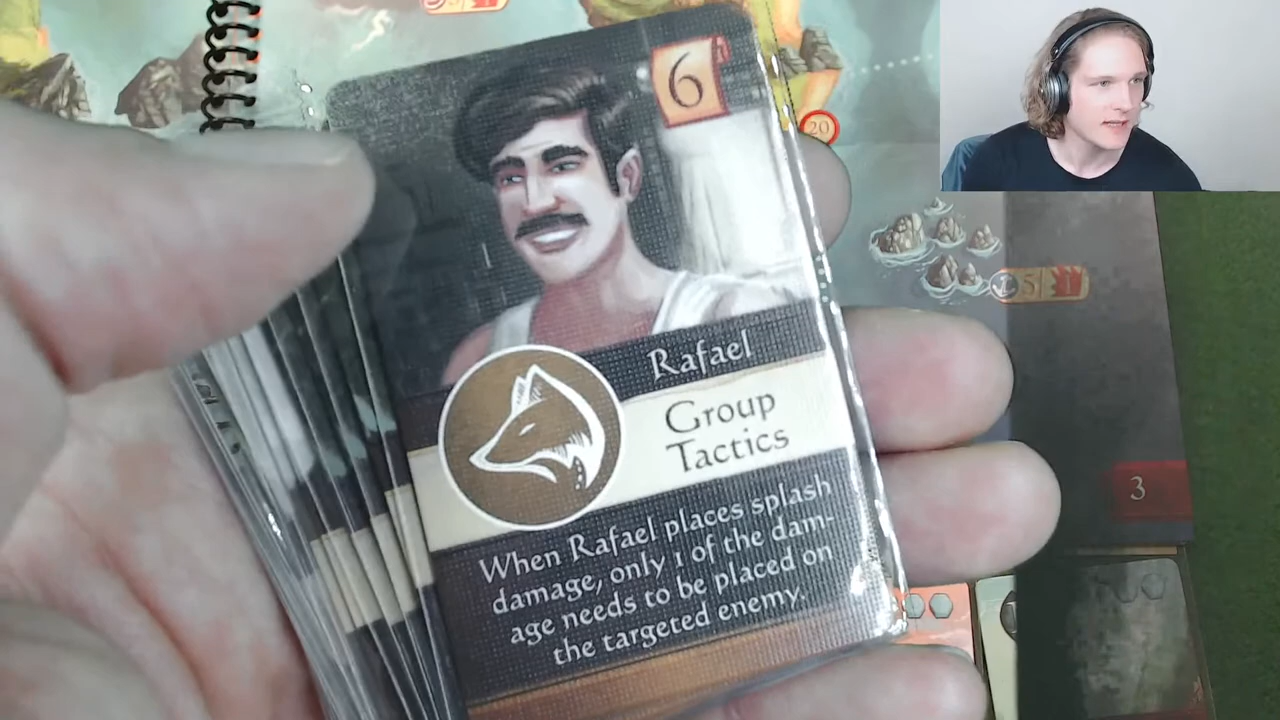 6
20
5 1
3
Rafael
Group
Tactics
When Rafael places splash
damage, only 1 of the dam-
age needs to be placed on
the targeted enemy.